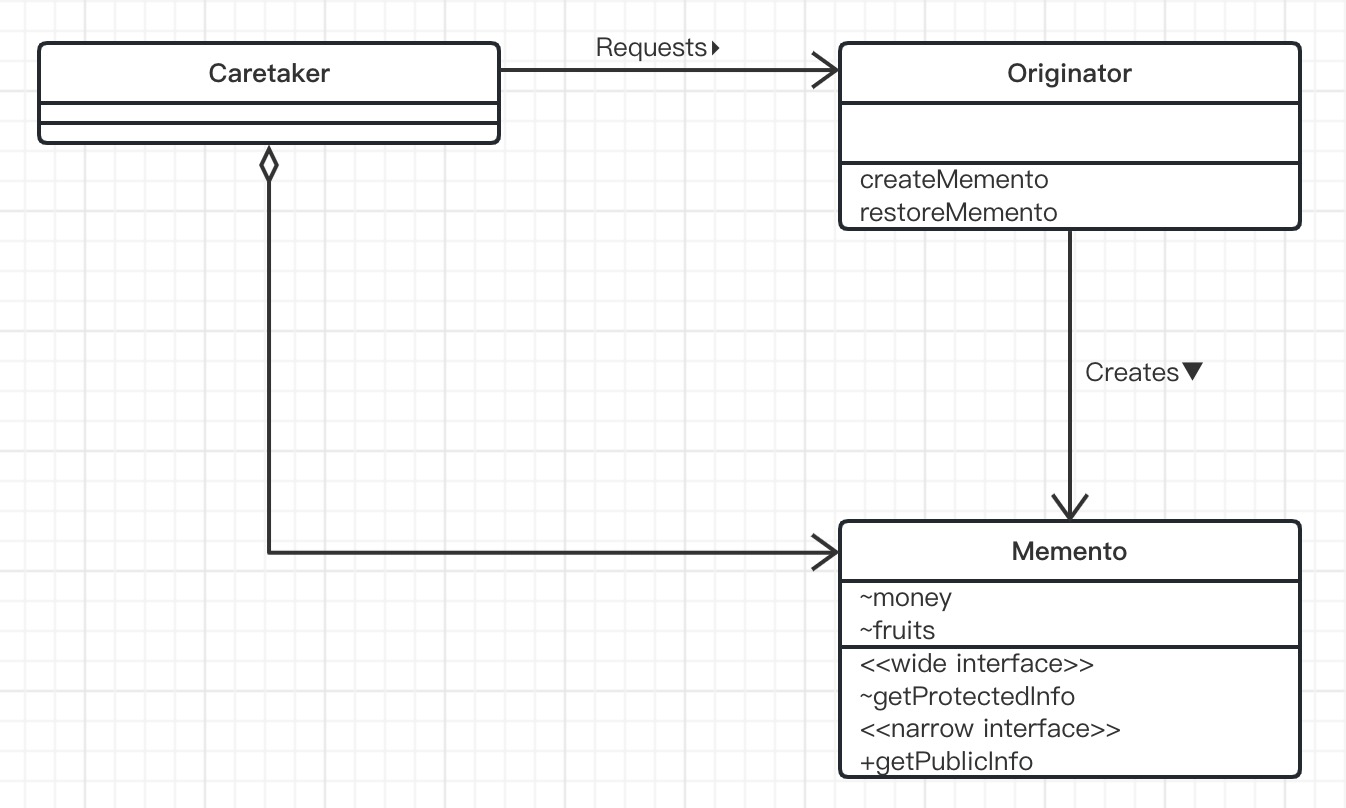 Caretaker
Requests
Originator
createMemento
restoreMemento
Creates
Memento
~money
~fruits
<<wide interface>>
~getProtectedInfo
<<narrow interface>>
+getPublicInfo